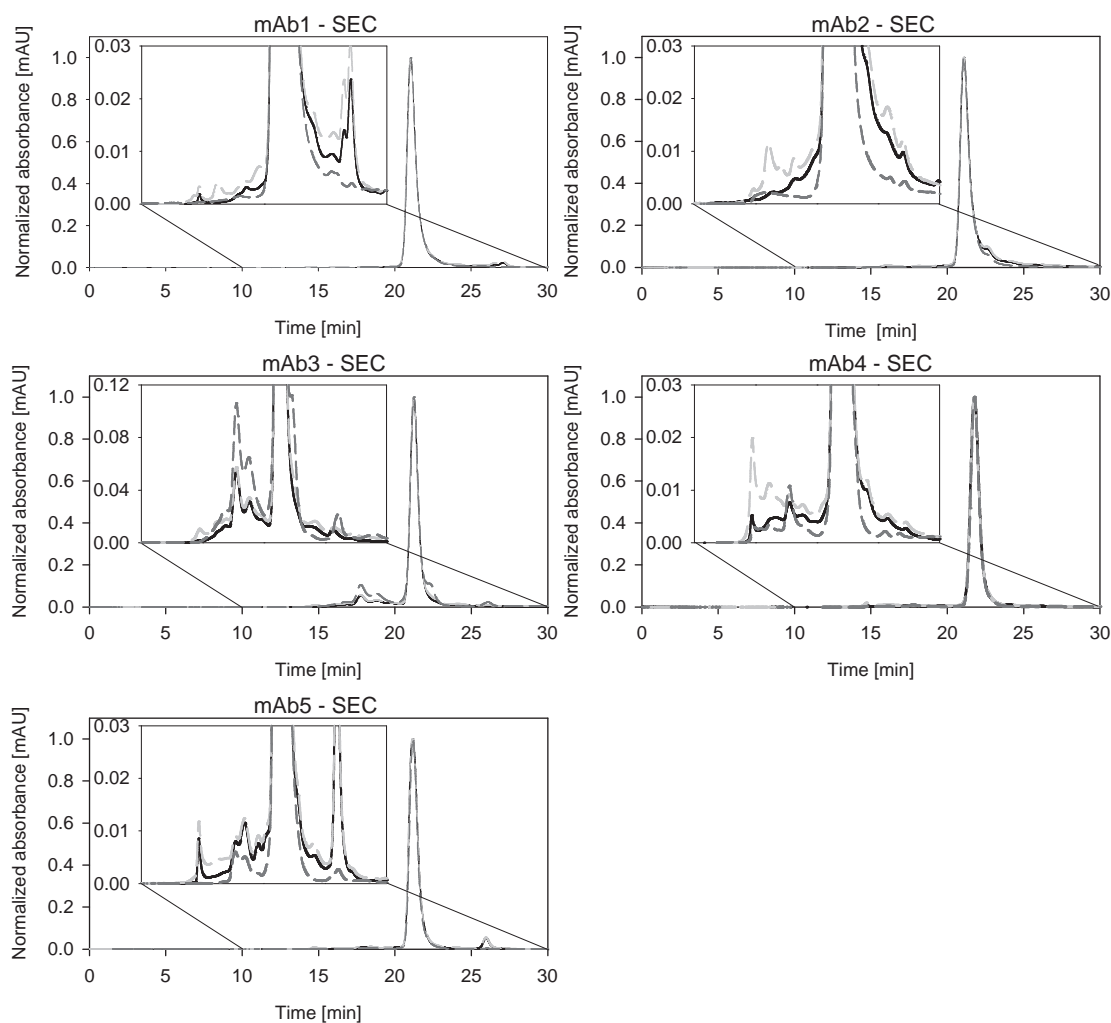 mAb1 - SEC
Normalized absorbance [mAU]
1.0
0.8
0.6
0.4
0.2
0.0
0.03
0.02
0.01
0.00
0 5 10 15 20 25 30
Time [min]
mAb2 - SEC
Normalized absorbance [mAU]
1.0
0.8
0.6
0.4
0.2
0.0
0.03
0.02
0.01
0.00
0 5 10 15 20 25 30
Time [min]
mAb3 - SEC
Normalized absorbance [mAU]
1.0
0.8
0.6
0.4
0.2
0.0
0.12
0.08
0.04
0.00
0 5 10 15 20 25 30
Time [min]
mAb4 - SEC
Normalized absorbance [mAU]
1.0
0.8
0.6
0.4
0.2
0.0
0.03
0.02
0.01
0.00
0 5 10 15 20 25 30
Time [min]
mAb5 - SEC
Normalized absorbance [mAU]
1.0
0.8
0.6
0.4
0.2
0.0
0.03
0.02
0.01
0.00
0 5 10 15 20 25 30
Time [min]